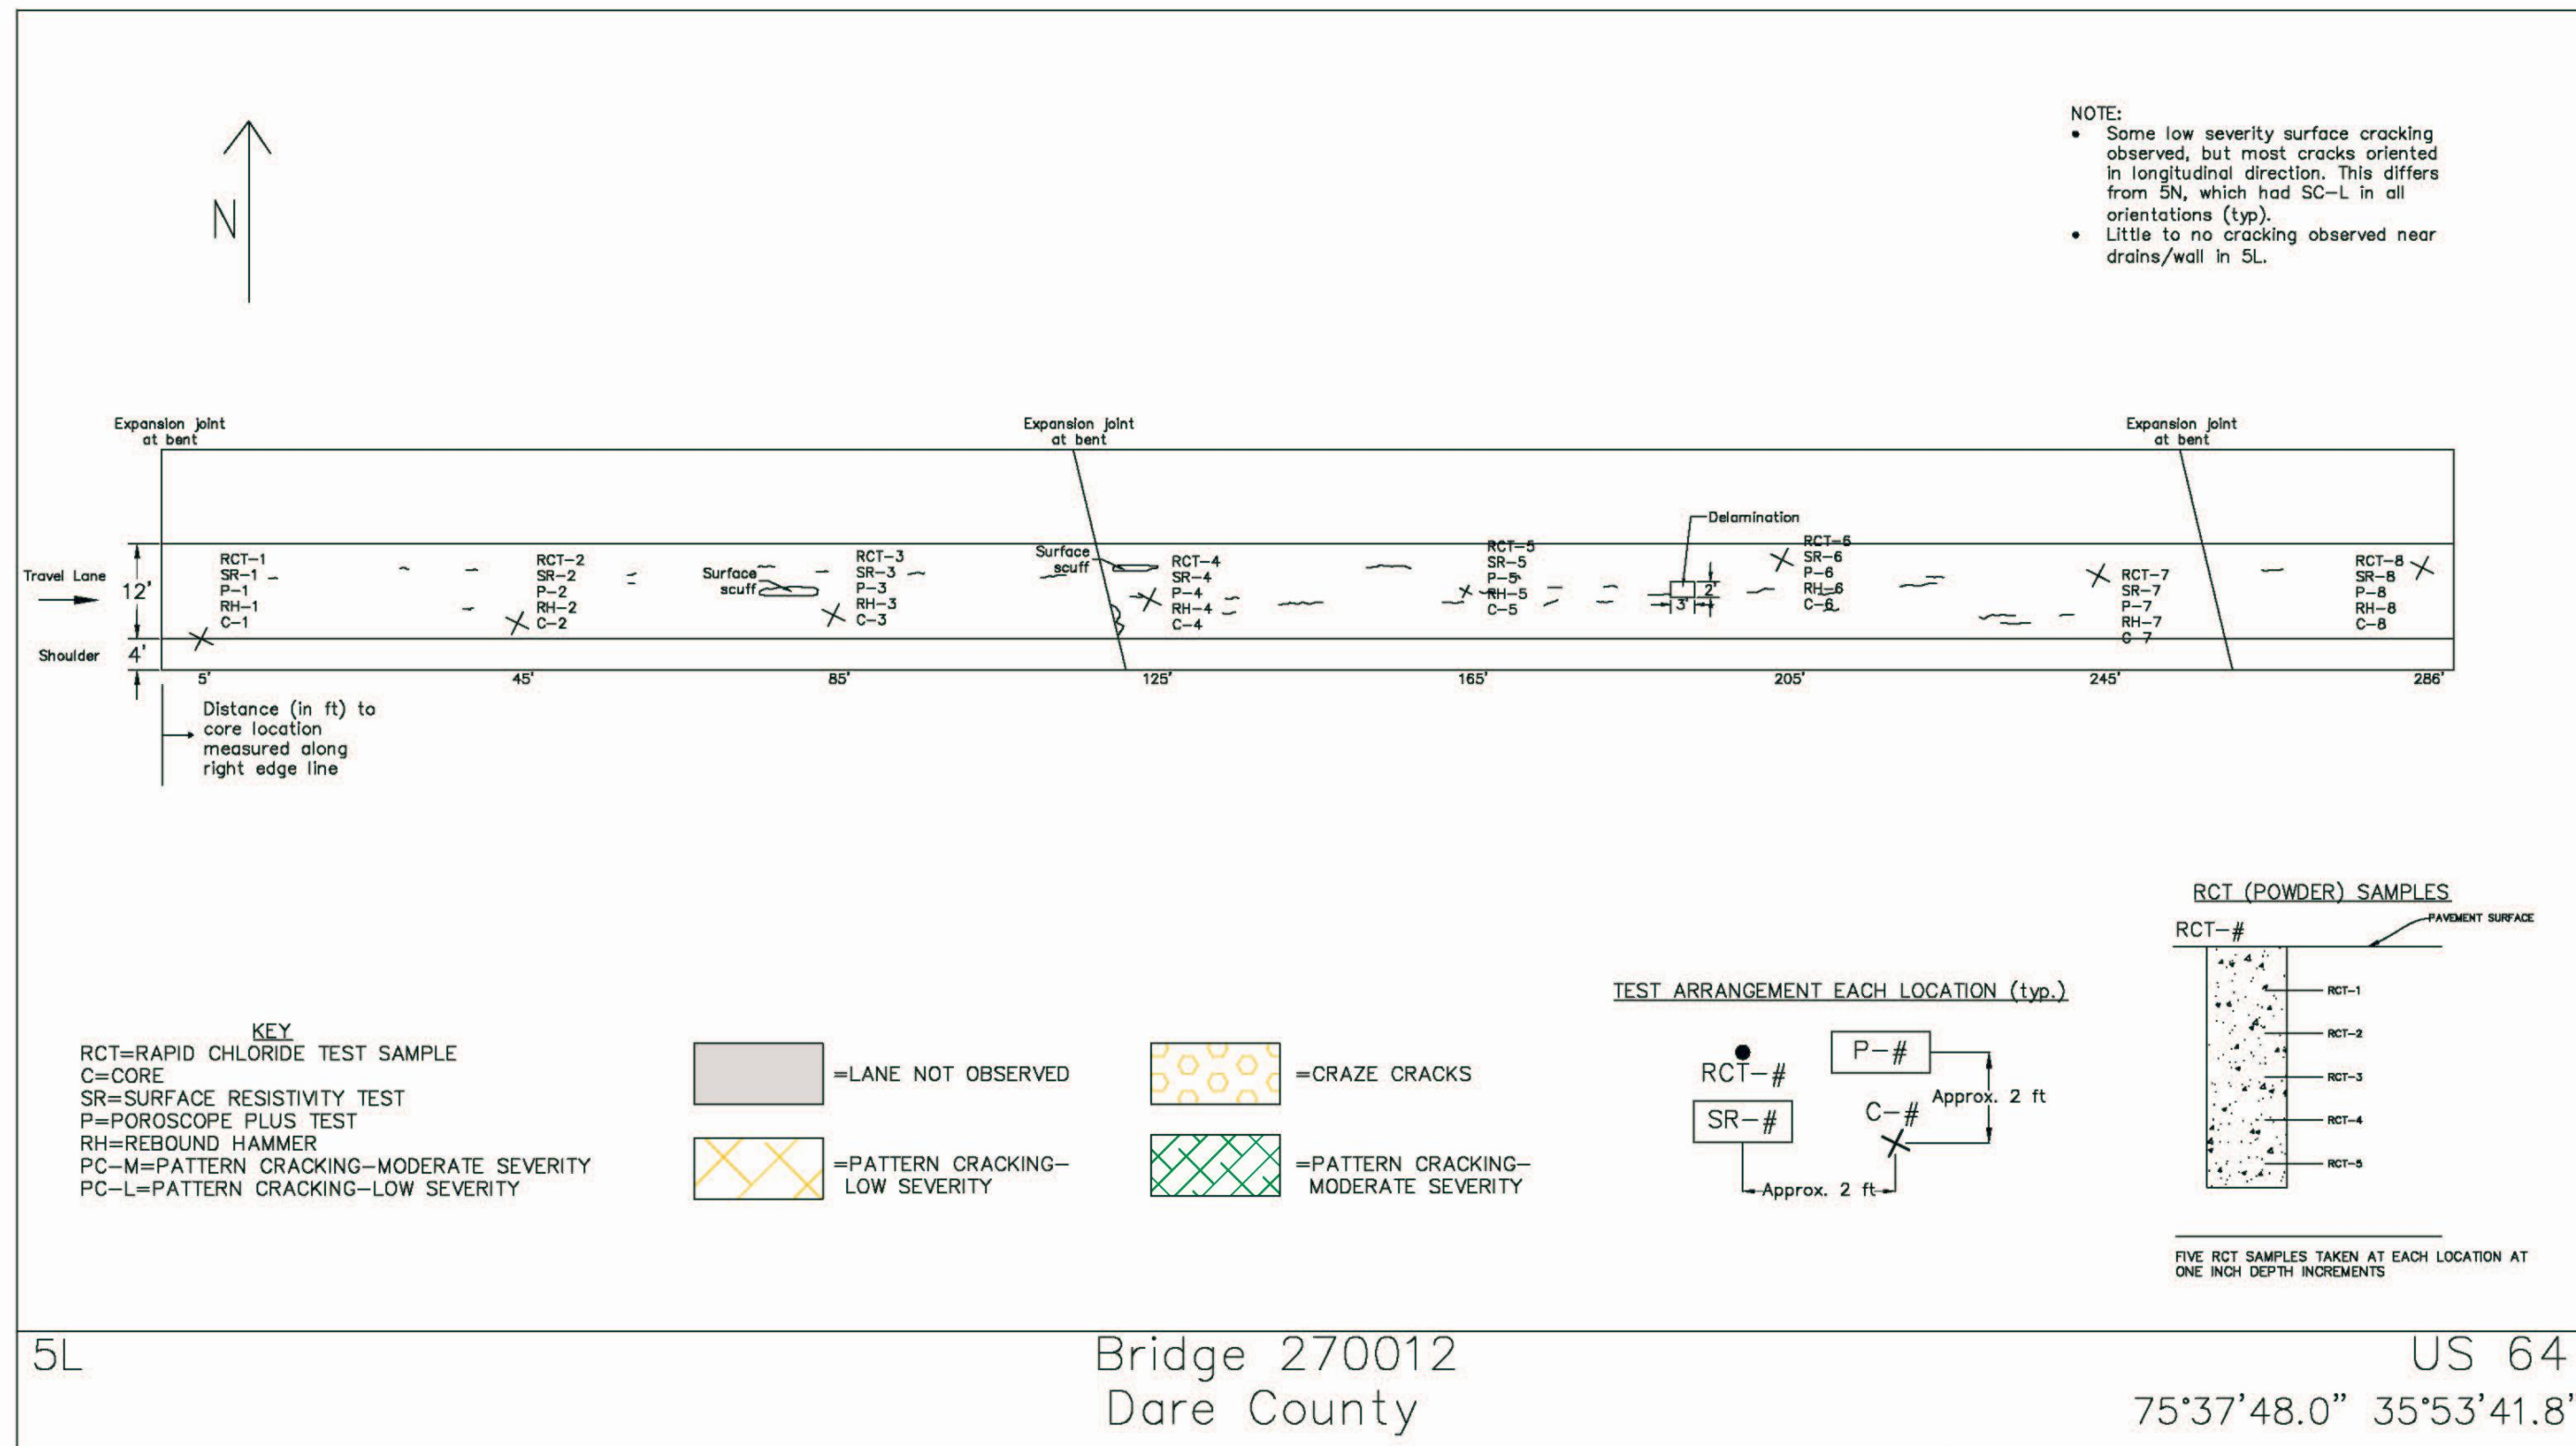 N
NOTE:
• Some low severity surface cracking
observed, but most cracks oriented
in longitudinal direction. This differs
from 5N, which had SC-L in all
orientations (typ).
• Little to no cracking observed near
drains/wall in 5L.
Expansion joint
at bent
Expansion joint
at bent
Expansion joint
at bent
Travel Lane
12'
Shoulder
4'
RCT-1
SR-1
P-1
RH-1
C-1
RCT-2
SR-2
P-2
RH-2
C-2
Surface
scuff
RCT-3
SR-3
P-3
RH-3
C-3
Surface
scuff
RCT-4
SR-4
P-4
RH-4
C-4
RCT-5
SR-5
P-5
RH-5
C-5
Delamination
2'
3'
RCT-6
SR-6
P-6
RH-6
C-6
RCT-7
SR-7
P-7
RH-7
C-7
RCT-8
SR-8
P-8
RH-8
C-8
5' 45' 85' 125' 165' 205' 245' 286'
Distance (in ft) to
core location
measured along
right edge line
KEY
RCT=RAPID CHLORIDE TEST SAMPLE
C=CORE
SR=SURFACE RESISTIVITY TEST
P=POROSCOPE PLUS TEST
RH=REBOUND HAMMER
PC-M=PATTERN CRACKING-MODERATE SEVERITY
PC-L=PATTERN CRACKING-LOW SEVERITY
=LANE NOT OBSERVED
=PATTERN CRACKING-
LOW SEVERITY
=CRAZE CRACKS
=PATTERN CRACKING-
MODERATE SEVERITY
TEST ARRANGEMENT EACH LOCATION (typ.)
RCT-#
P-#
SR-#
C-#
Approx. 2 ft
Approx. 2 ft
RCT (POWDER) SAMPLES
RCT-#
PAVEMENT SURFACE
RCT-1
RCT-2
RCT-3
RCT-4
RCT-5
FIVE RCT SAMPLES TAKEN AT EACH LOCATION AT
ONE INCH DEPTH INCREMENTS
5L
Bridge 270012
Dare County
US 64
75°37'48.0" 35°53'41.8'